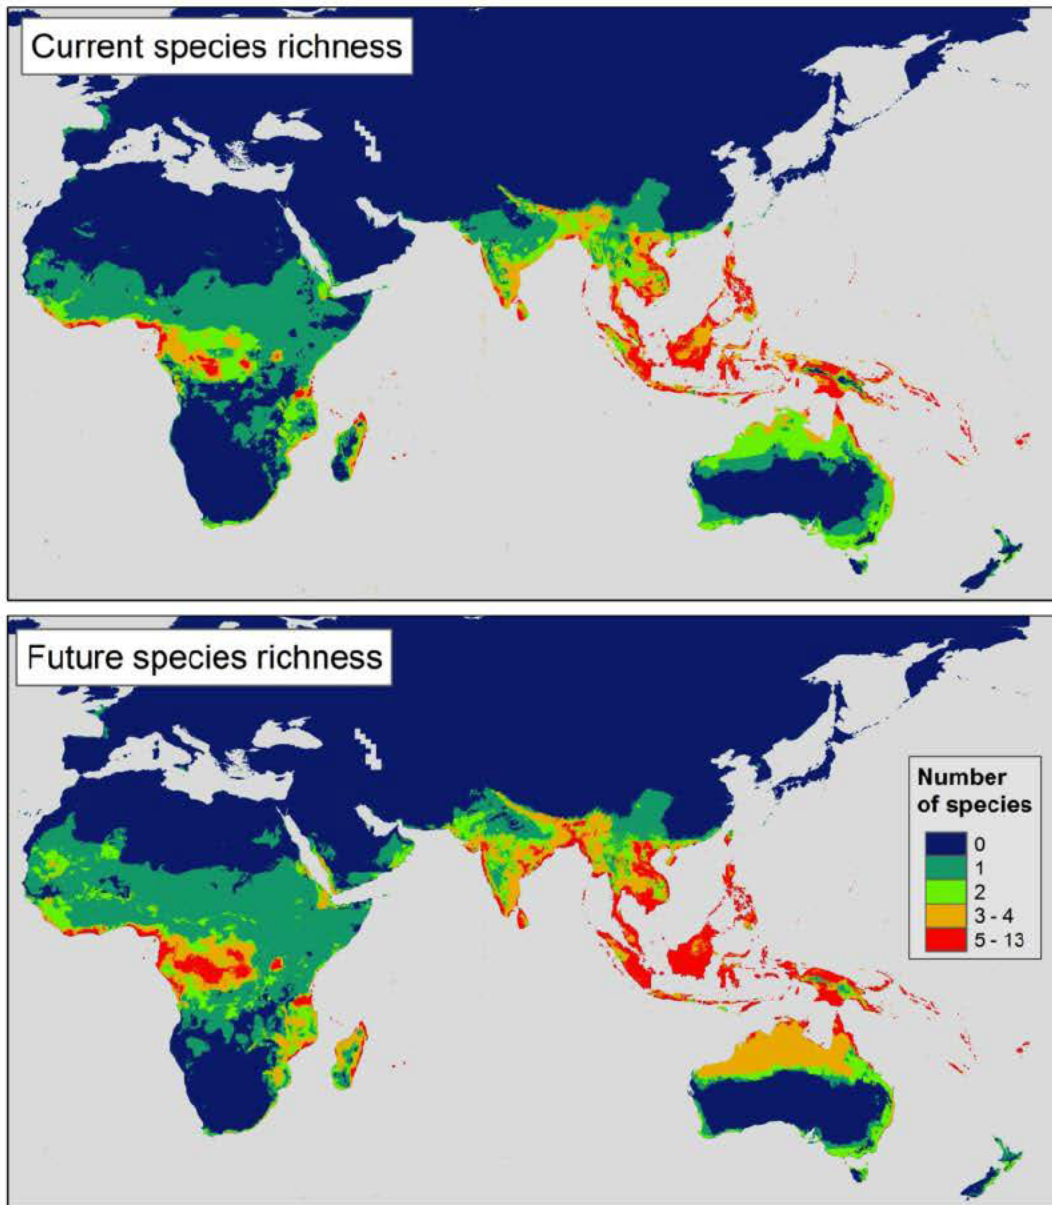 Current species richness
Future species richness
Number
of species
0
1
2
3 - 4
5 - 13